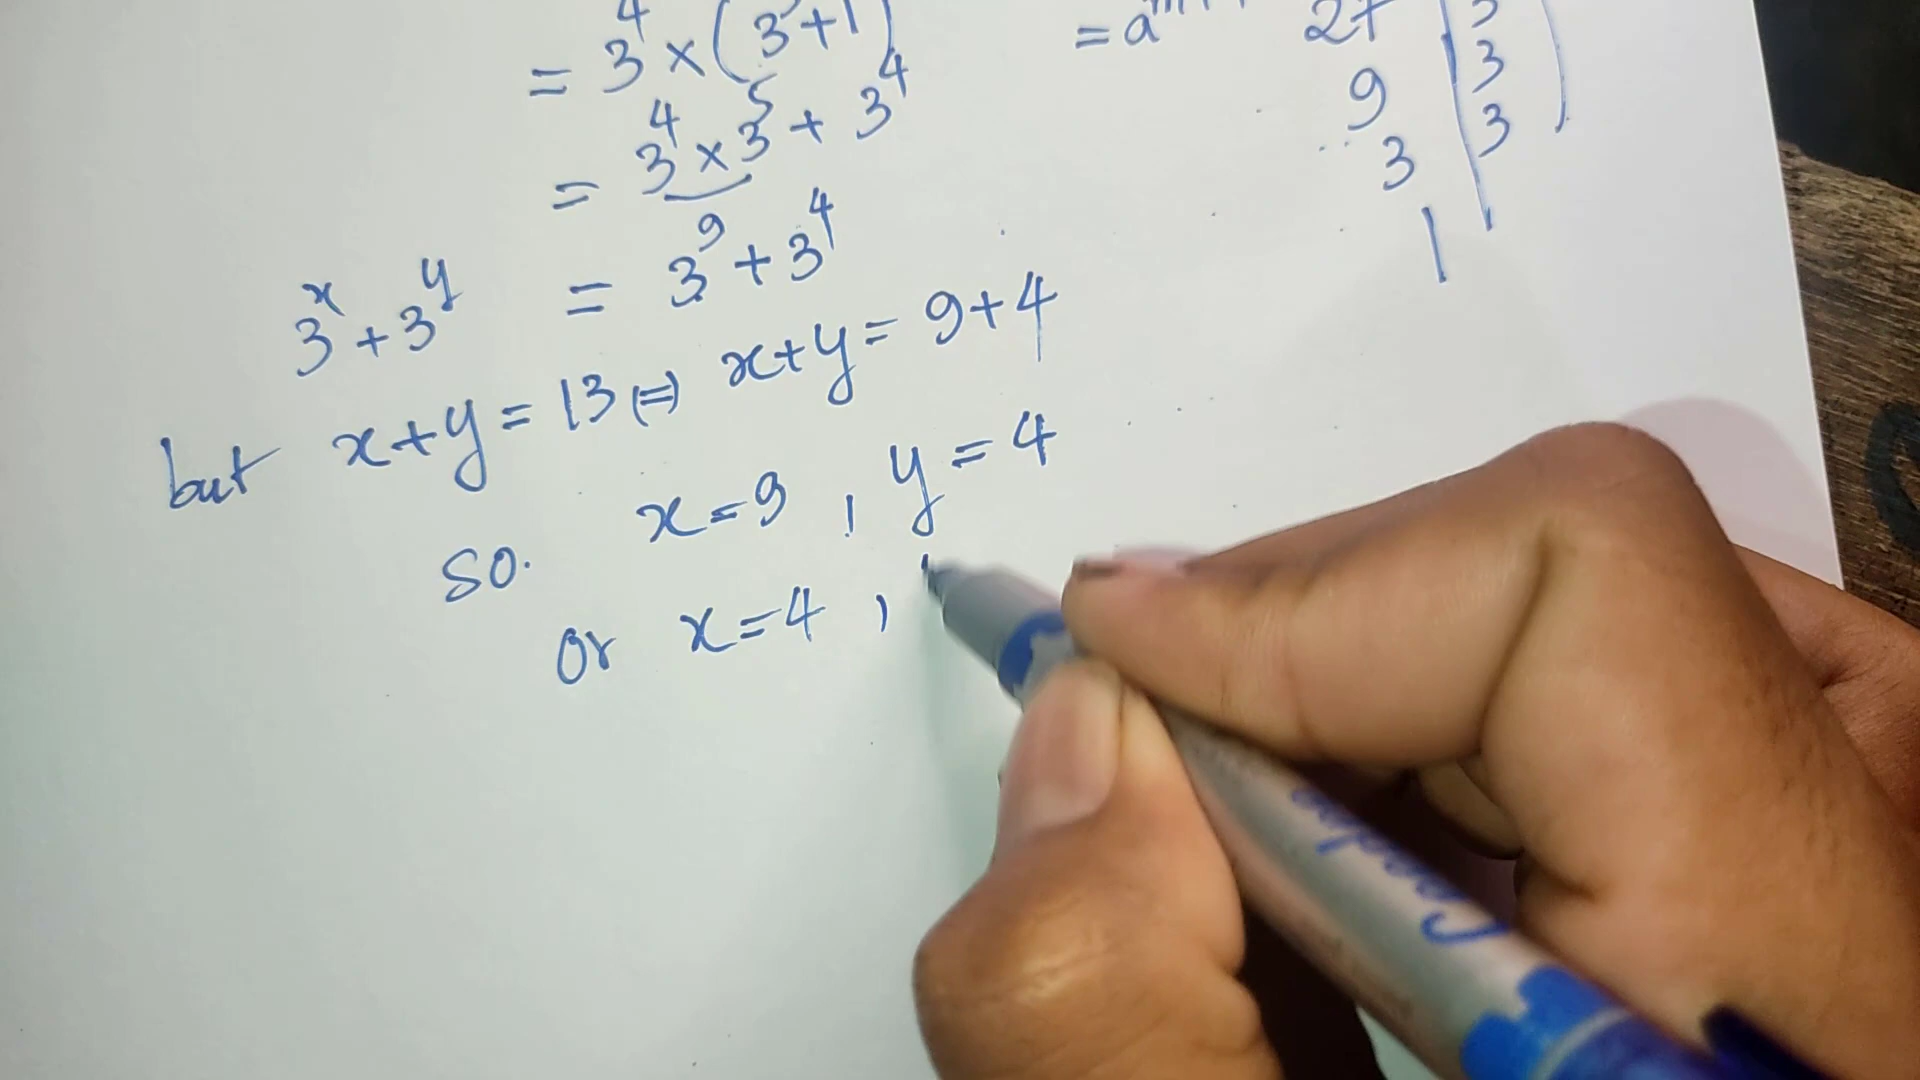 = 3⁴ × (3⁵+1)
= 3⁴ × 3⁵ + 3⁴
3ˣ + 3ʸ = 3⁹ + 3⁴
but x+y = 13 (=) x+y = 9+4
so. x=9 , y=4
or x=4 ,
= aᵐ⁺
27 | 3
9 | 3
3 | 3
1